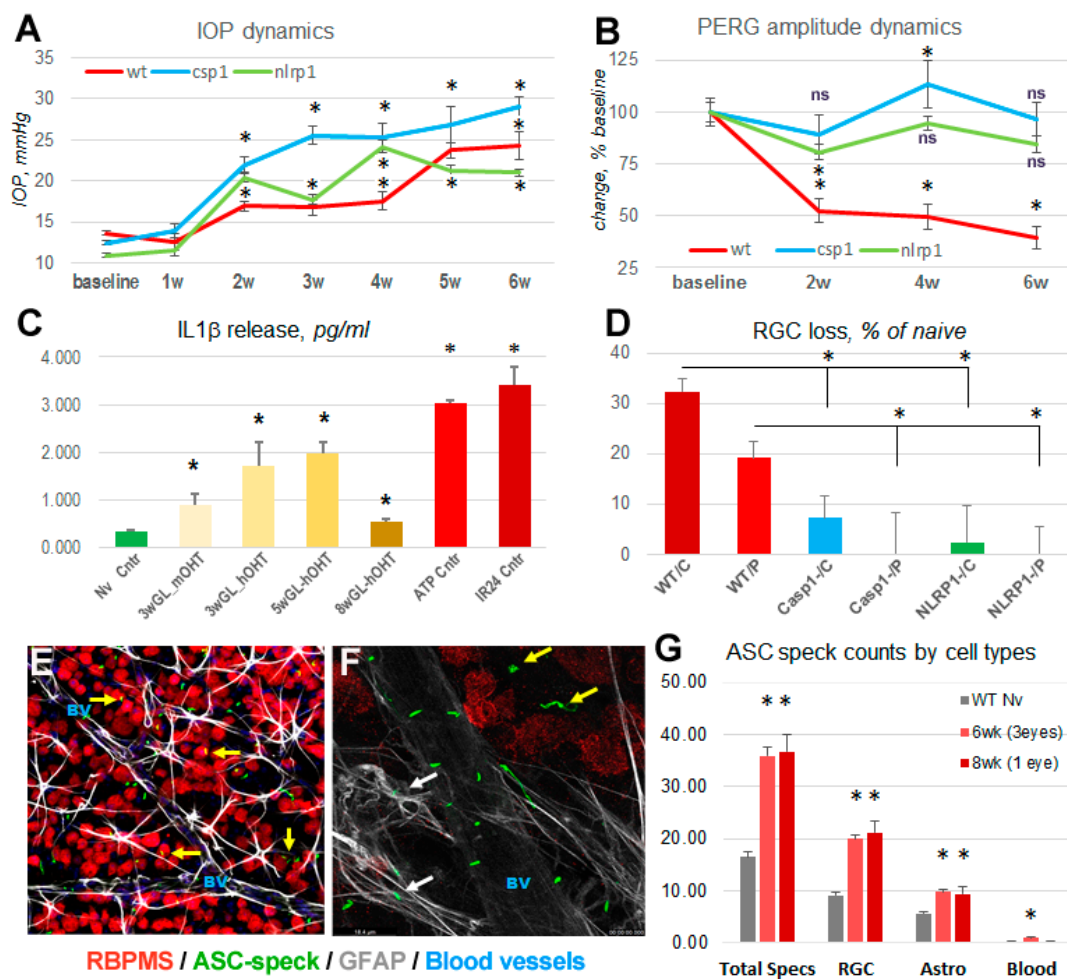 A
IOP dynamics
wt
csp1
nlrp1
IOP, mmHg
35
30
25
20
15
10
* * * * * * * * * * * * * *
baseline 1w 2w 3w 4w 5w 6w
B
PERG amplitude dynamics
change, % baseline
125
100
75
50
25
ns * ns
ns ns
* * * *
wt
csp1
nlrp1
baseline 2w 4w 6w
C
IL1β release, pg/ml
4.000
3.000
2.000
1.000
0.000
* * * * * *
Nv Cntr
3wGL_mOHT
3wGL_hOHT
5wGL-hOHT
8wGL-hOHT
ATP Cntr
IR24 Cntr
D
RGC loss, % of naive
40
30
20
10
0
* *
* *
WT/C
WT/P
Casp1-/C
Casp1-/P
NLRP1-/C
NLRP1-/P
E
BV
BV
F
BV
RBPMS / ASC-speck / GFAP / Blood vessels
G
ASC speck counts by cell types
50.00
40.00
30.00
20.00
10.00
0.00
WT Nv
6wk (3eyes)
8wk (1 eye)
* * * * * * *
Total Specs RGC Astro Blood